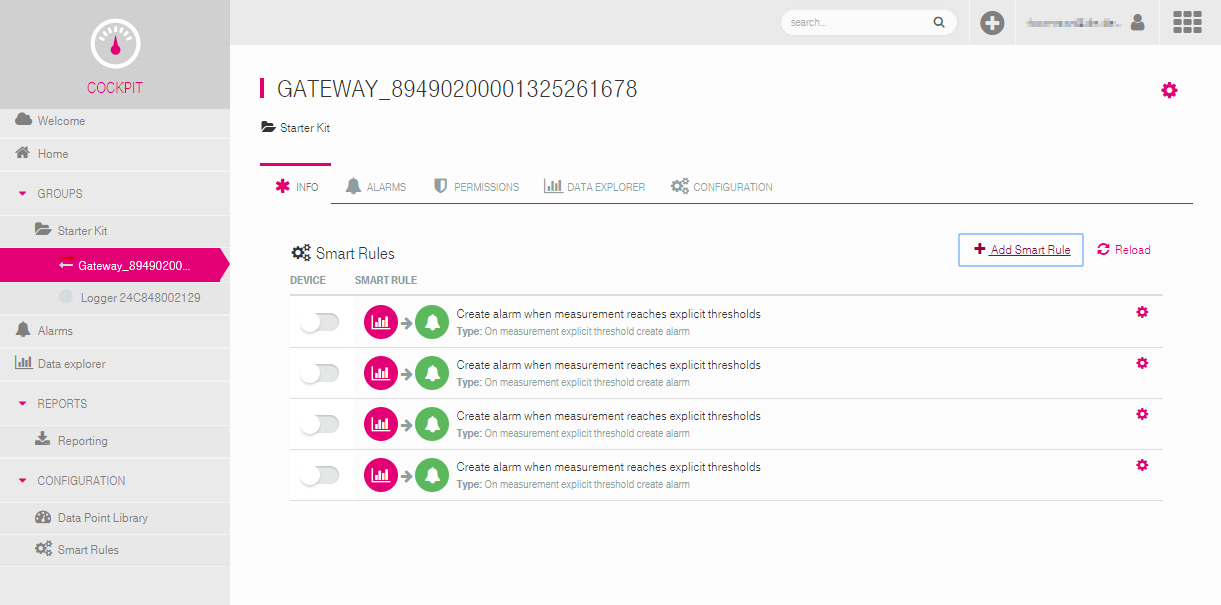 search...
COCKPIT
Welcome
Home
GROUPS
Starter Kit
Gateway_89490200...
Logger 24C848002129
Alarms
Data explorer
REPORTS
Reporting
CONFIGURATION
Data Point Library
Smart Rules
GATEWAY_89490200001325261678
Starter Kit
INFO ALARMS PERMISSIONS DATA EXPLORER CONFIGURATION
Smart Rules
Add Smart Rule Reload
DEVICE SMART RULE
Create alarm when measurement reaches explicit thresholds
Type: On measurement explicit threshold create alarm
Create alarm when measurement reaches explicit thresholds
Type: On measurement explicit threshold create alarm
Create alarm when measurement reaches explicit thresholds
Type: On measurement explicit threshold create alarm
Create alarm when measurement reaches explicit thresholds
Type: On measurement explicit threshold create alarm